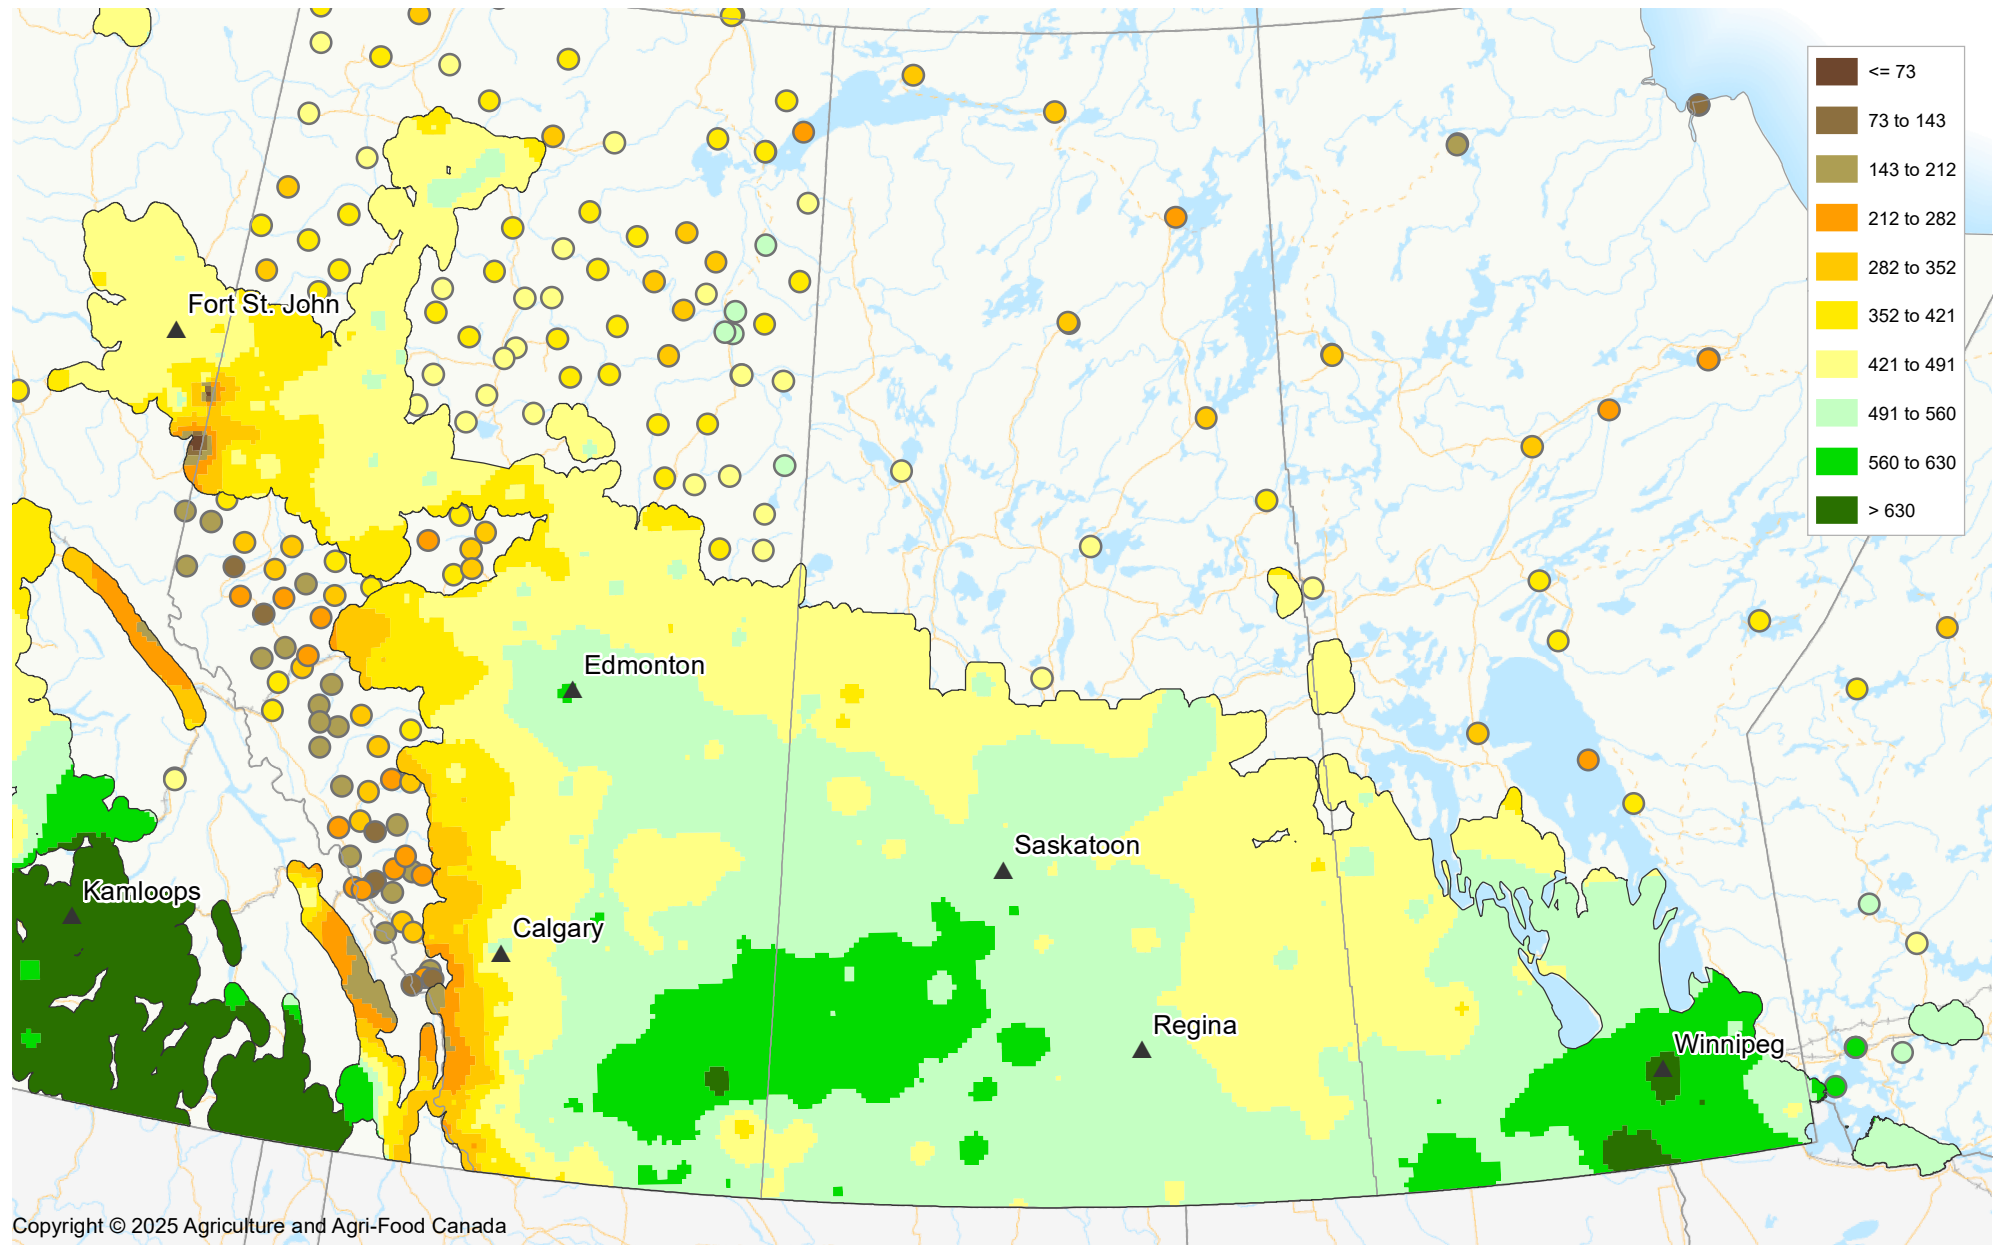 <= 73
73 to 143
143 to 212
212 to 282
282 to 352
352 to 421
421 to 491
491 to 560
560 to 630
> 630
Fort St. John
Edmonton
Saskatoon
Kamloops
Calgary
Regina
Winnipeg
Copyright © 2025 Agriculture and Agri-Food Canada